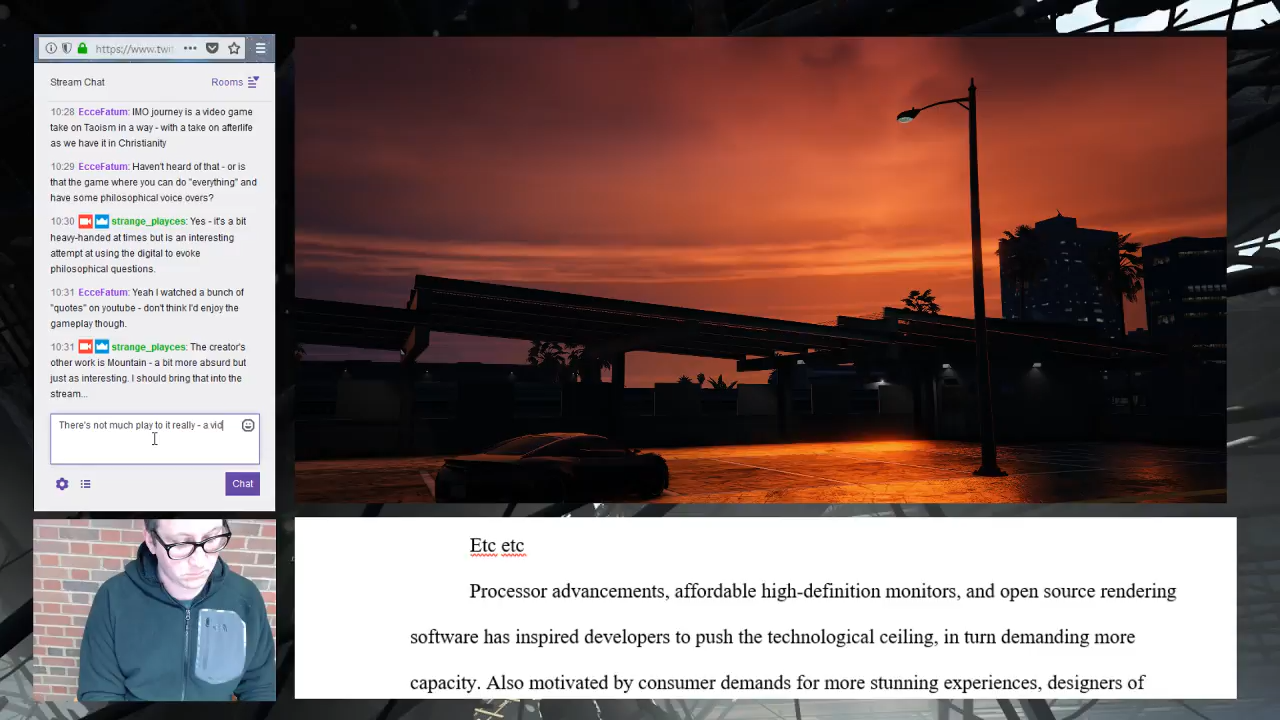 https://www.twi
Stream Chat
Rooms
10:28 EcceFatum: IMO journey is a video game
take on Taoism in a way - with a take on afterlife
as we have it in Christianity
10:29 EcceFatum: Haven't heard of that - or is
that the game where you can do "everything" and
have some philosophical voice overs?
10:30 strange_playces: Yes - it's a bit
heavy-handed at times but is an interesting
attempt at using the digital to evoke
philosophical questions.
10:31 EcceFatum: Yeah I watched a bunch of
"quotes" on youtube - don't think I'd enjoy the
gameplay though.
10:31 strange_playces: The creator's
other work is Mountain - a bit more absurd but
just as interesting. I should bring that into the
stream...
There's not much play to it really - a vid
Chat
Etc etc
Processor advancements, affordable high-definition monitors, and open source rendering
software has inspired developers to push the technological ceiling, in turn demanding more
capacity. Also motivated by consumer demands for more stunning experiences, designers of